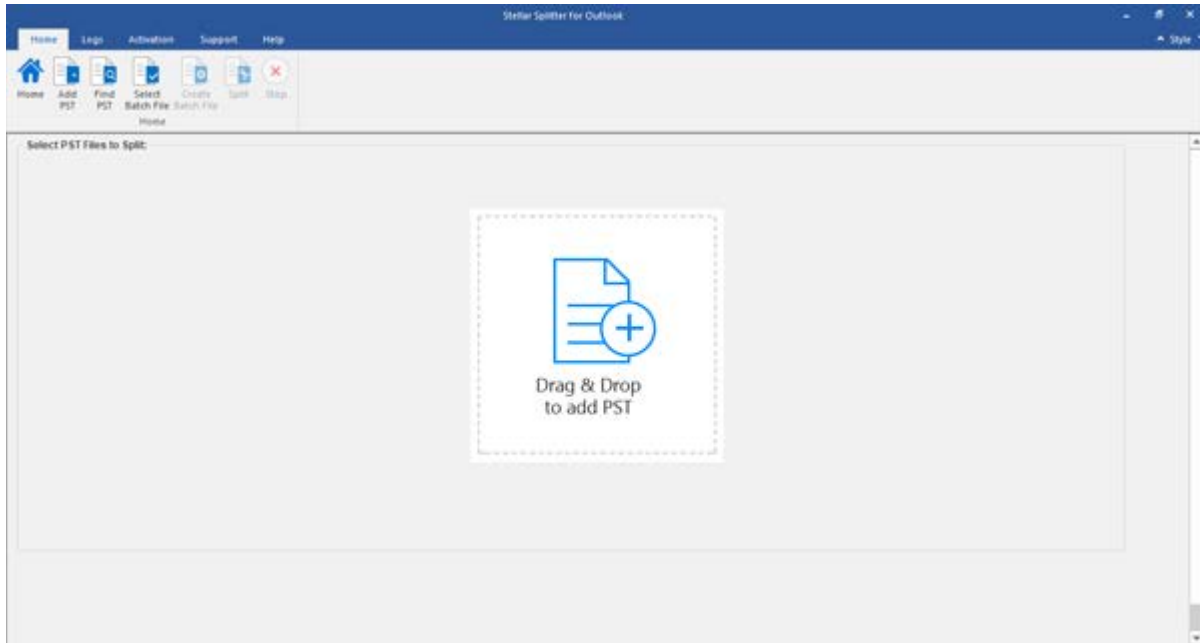 Stellar Splitter for Outlook
Home Logs Activation Support Help Style
Home Add PST Find PST Select Batch File Create Batch File Split Stop
Home
Select PST Files to Split:
Drag & Drop
to add PST